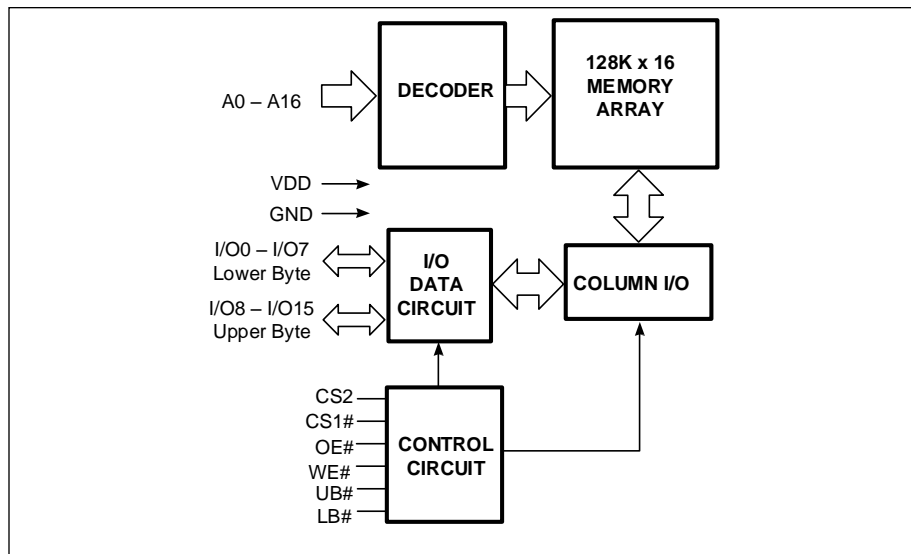 A0 – A16
DECODER
128K x 16
MEMORY
ARRAY
VDD
GND
I/O0 – I/O7
Lower Byte
I/O8 – I/O15
Upper Byte
I/O
DATA
CIRCUIT
COLUMN I/O
CS2
CS1#
OE#
WE#
UB#
LB#
CONTROL
CIRCUIT